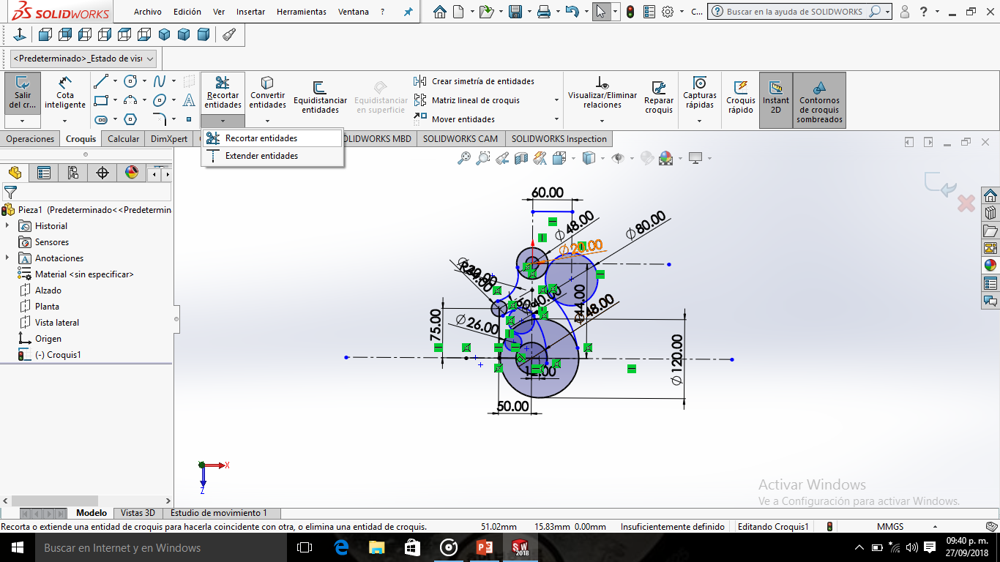 SOLIDWORKS
Archivo Edición Ver Insertar Herramientas Ventana ?
C... Buscar en la ayuda de SOLIDWORKS ?
<Predeterminado>_Estado de visu
Salir del cr...
Cota inteligente
Recortar entidades
Convertir entidades
Equidistanciar entidades
Equidistanciar en superficie
Crear simetría de entidades
Matriz lineal de croquis
Mover entidades
Visualizar/Eliminar relaciones
Reparar croquis
Capturas rápidas
Croquis rápido
Instant 2D
Contornos de croquis sombreados
Operaciones Croquis Calcular DimXpert OLIDWORKS MBD SOLIDWORKS CAM SOLIDWORKS Inspection
Recortar entidades
Extender entidades
Pieza1 (Predeterminado<<Predetermin
Historial
Sensores
Anotaciones
Material <sin especificar>
Alzado
Planta
Vista lateral
Origen
(-) Croquis1
60.00
∅48.00
∅80.00
∅20.00
144.00
∅48.00
75.00
∅26.00
∅120.00
12.00
50.00
X
Z
Activar Windows
Ve a Configuración para activar Windows.
Modelo Vistas 3D Estudio de movimiento 1
Recorta o extiende una entidad de croquis para hacerla coincidente con otra, o elimina una entidad de croquis. 51.02mm 15.83mm 0.00mm Insuficientemente definido Editando Croquis1 MMGS
Buscar en Internet y en Windows
SW 2018
09:40 p. m.
27/09/2018